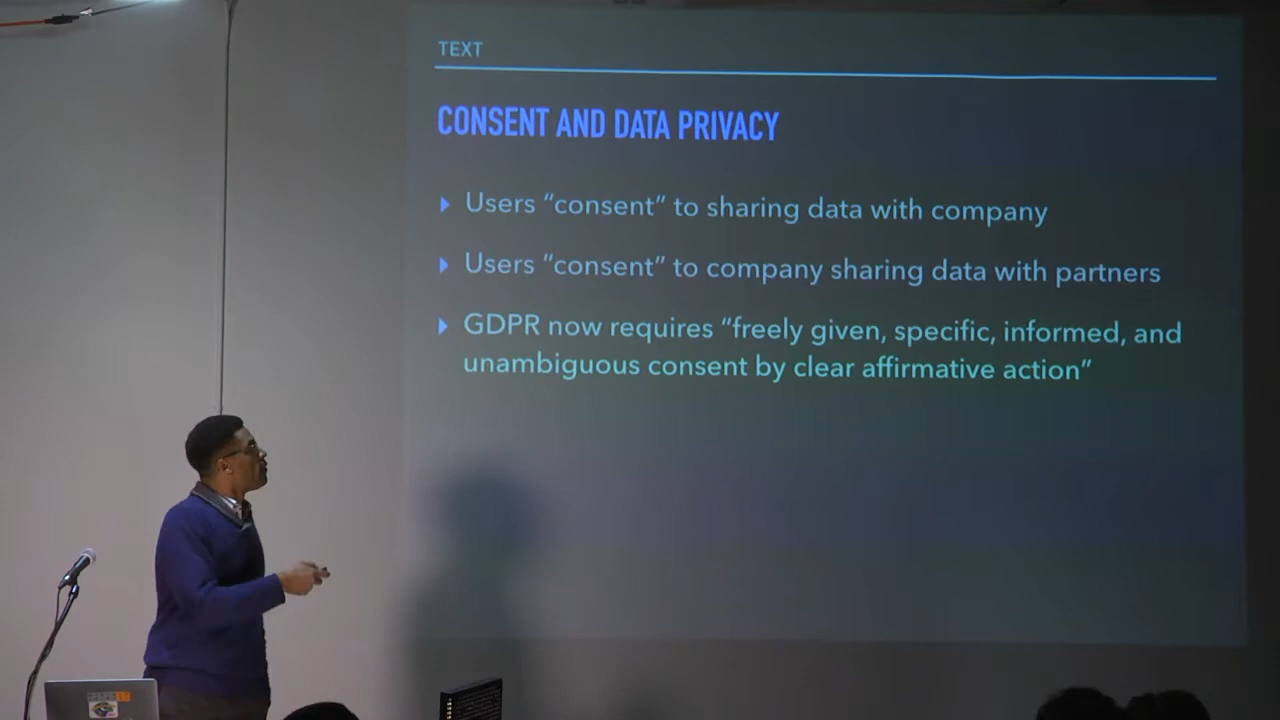 TEXT
CONSENT AND DATA PRIVACY
Users “consent” to sharing data with company
Users “consent” to company sharing data with partners
GDPR now requires “freely given, specific, informed, and
unambiguous consent by clear affirmative action”